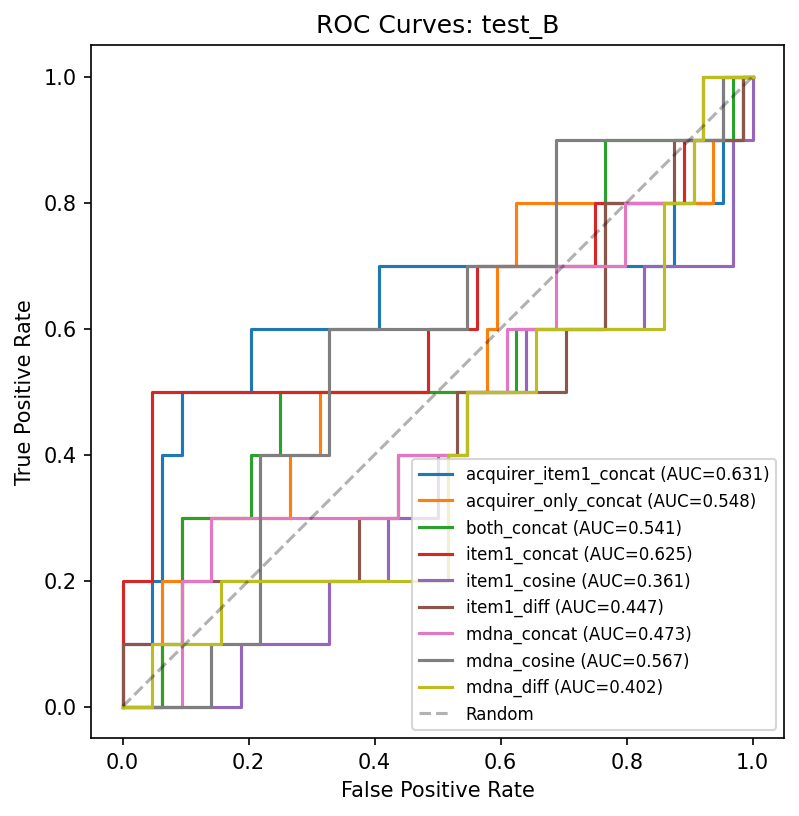 ROC Curves: test_B
True Positive Rate
1.0
0.8
0.6
0.4
0.2
0.0
acquirer_item1_concat (AUC=0.631)
acquirer_only_concat (AUC=0.548)
both_concat (AUC=0.541)
item1_concat (AUC=0.625)
item1_cosine (AUC=0.361)
item1_diff (AUC=0.447)
mdna_concat (AUC=0.473)
mdna_cosine (AUC=0.567)
mdna_diff (AUC=0.402)
Random
0.0 0.2 0.4 0.6 0.8 1.0
False Positive Rate